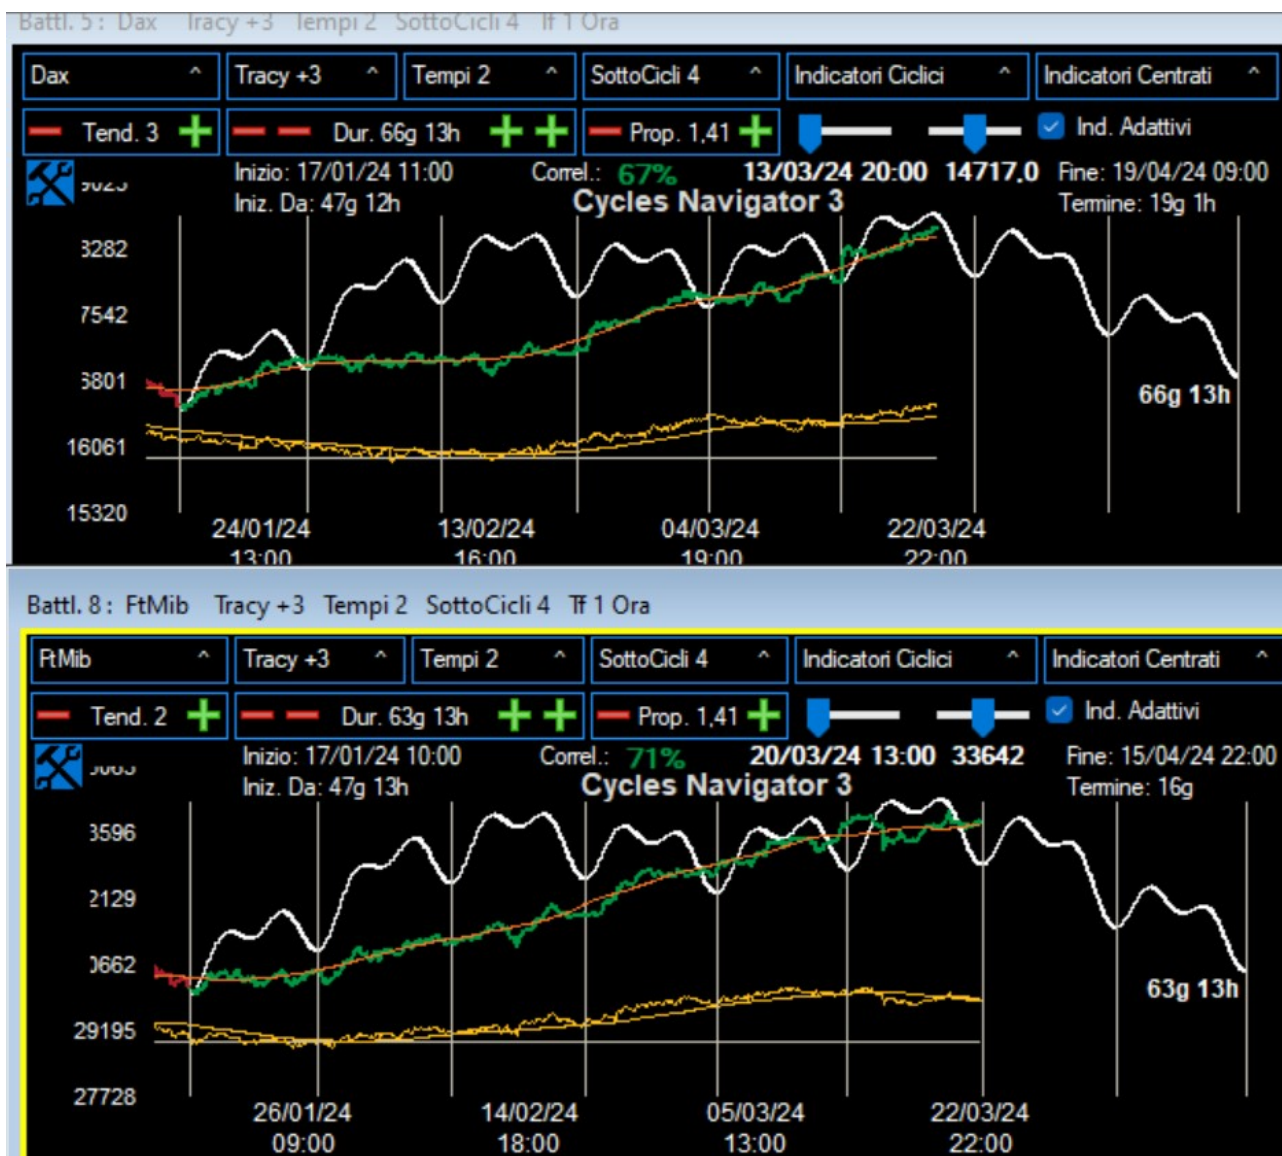 Battl. 5 : Dax Tracy +3 Tempi 2 SottoCicli 4 Tf 1 Ora
Dax ^ Tracy +3 ^ Tempi 2 ^ SottoCicli 4 ^ Indicatori Ciclici ^ Indicatori Centrati ^
Tend. 3 Dur. 66g 13h Prop. 1,41 Ind. Adattivi
Inizio: 17/01/24 11:00 Correl.: 67% 13/03/24 20:00 14717,0 Fine: 19/04/24 09:00
Iniz. Da: 47g 12h Cycles Navigator 3 Termine: 19g 1h
3282
7542
5801
66g 13h
16061
15320
24/01/24 13/02/24 04/03/24 22/03/24
13:00 16:00 19:00 22:00
Battl. 8 : FtMib Tracy +3 Tempi 2 SottoCicli 4 Tf 1 Ora
FtMib ^ Tracy +3 ^ Tempi 2 ^ SottoCicli 4 ^ Indicatori Ciclici ^ Indicatori Centrati ^
Tend. 2 Dur. 63g 13h Prop. 1,41 Ind. Adattivi
Inizio: 17/01/24 10:00 Correl.: 71% 20/03/24 13:00 33642 Fine: 15/04/24 22:00
Iniz. Da: 47g 13h Cycles Navigator 3 Termine: 16g
3596
2129
0662
63g 13h
29195
27728
26/01/24 14/02/24 05/03/24 22/03/24
09:00 18:00 13:00 22:00